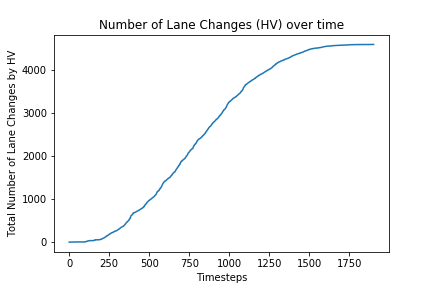 Number of Lane Changes (HV) over time
Total Number of Lane Changes by HV
4000
3000
2000
1000
0
0 250 500 750 1000 1250 1500 1750
Timesteps